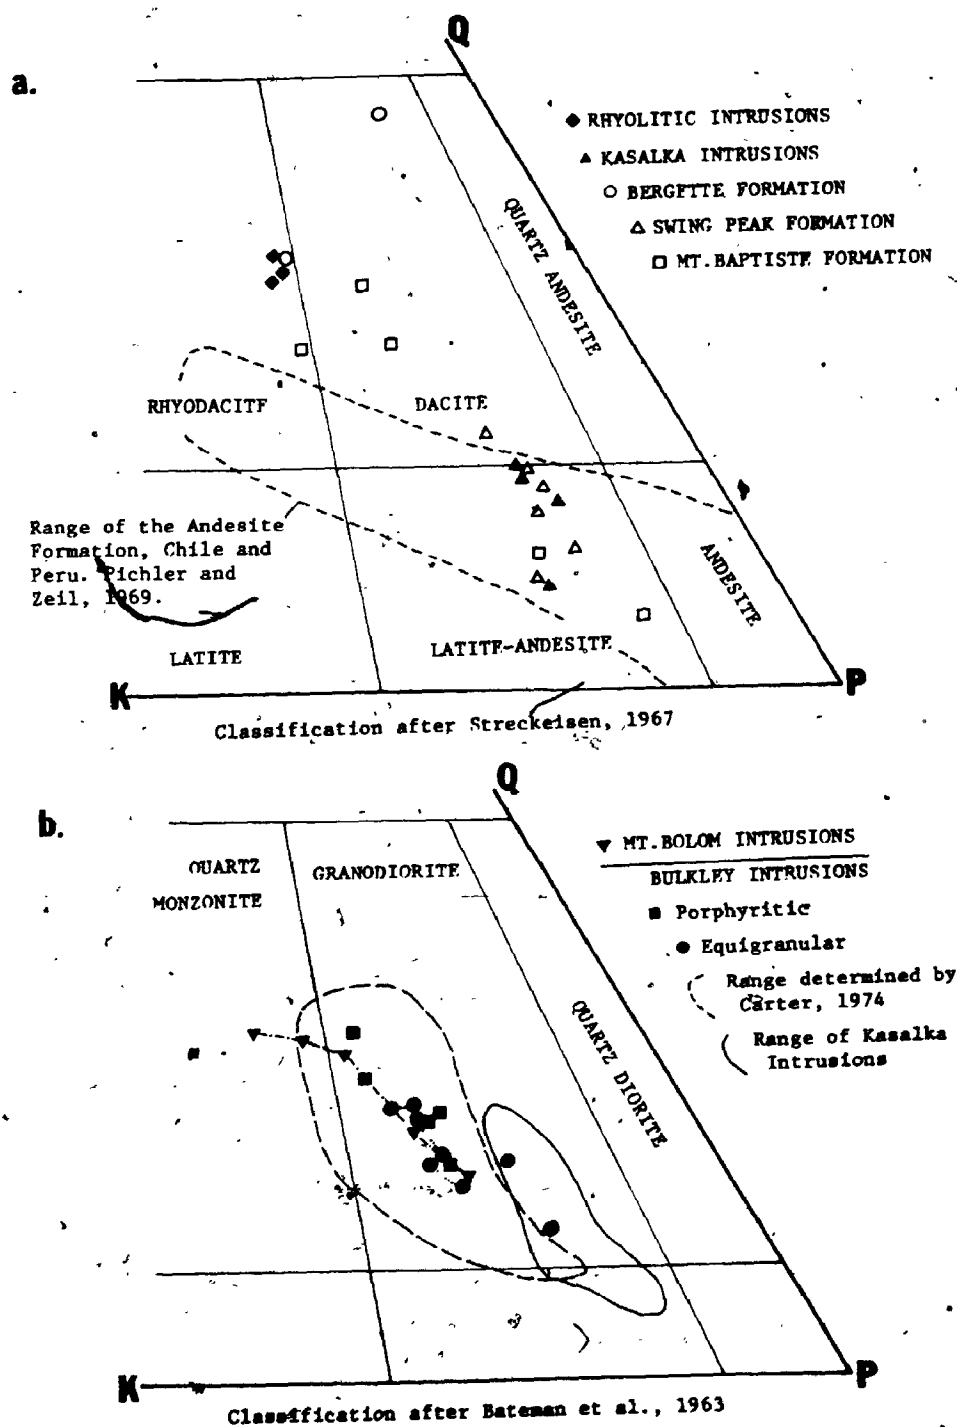 a.
Q
RHYOLITIC INTRUSIONS
KASALKA INTRUSIONS
BERGETTE FORMATION
SWING PEAK FORMATION
MT.BAPTISTE FORMATION
QUARTZ ANDESITE
RHYODACITE
DACITE
Range of the Andesite
Formation, Chile and
Peru. Pichler and
Zeil, 1969.
ANDESITE
LATITE
LATITE-ANDESITE
K
P
Classification after Streckeisen, 1967
b.
Q
MT.BOLOM INTRUSIONS
BULKLEY INTRUSIONS
Porphyritic
Equigranular
Range determined by
Carter, 1974
Range of Kasalka
Intrusions
QUARTZ
MONZONITE
GRANODIORITE
QUARTZ DIORITE
K
P
Classification after Bateman et al., 1963